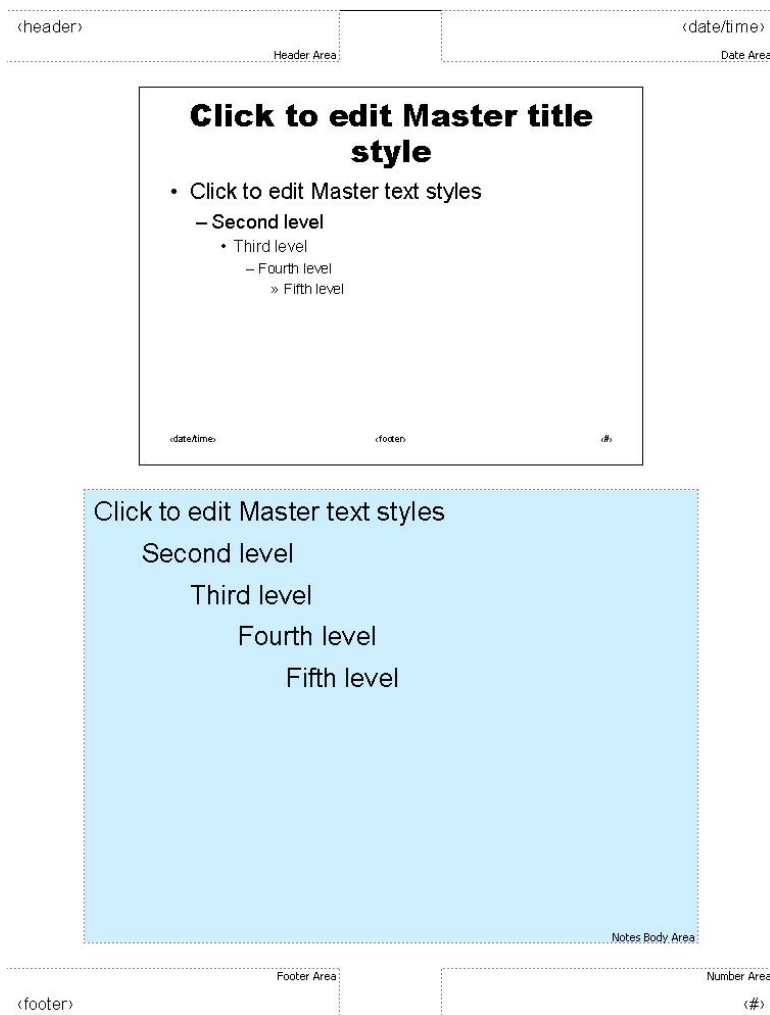 ‹header›
‹date/time›
Header Area
Date Area
Click to edit Master title
style
• Click to edit Master text styles
– Second level
• Third level
– Fourth level
» Fifth level
‹date/time›
‹footer›
‹#›
Click to edit Master text styles
Second level
Third level
Fourth level
Fifth level
Notes Body Area
Footer Area
Number Area
‹footer›
‹#›